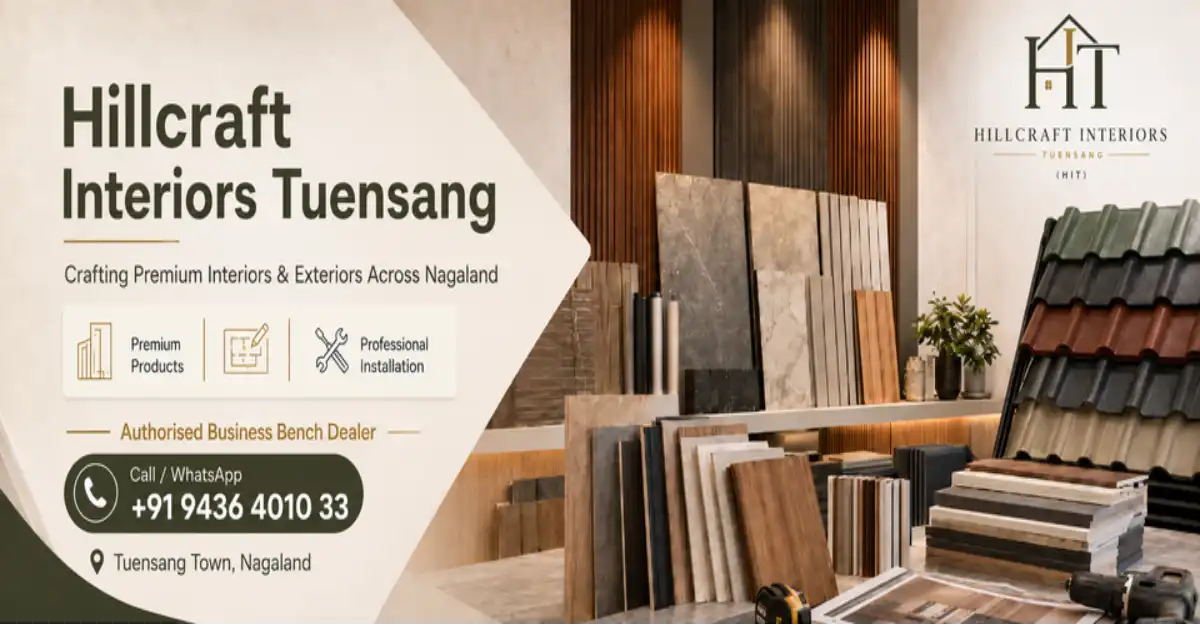 Hillcraft
Interiors Tuensang
Crafting Premium Interiors & Exteriors Across Nagaland
Premium
Products
Professional
Installation
Authorised Business Bench Dealer
Call / WhatsApp
+91 9436 4010 33
Tuensang Town, Nagaland
HIT
HILLCRAFT INTERIORS
TUENSANG
(HIT)